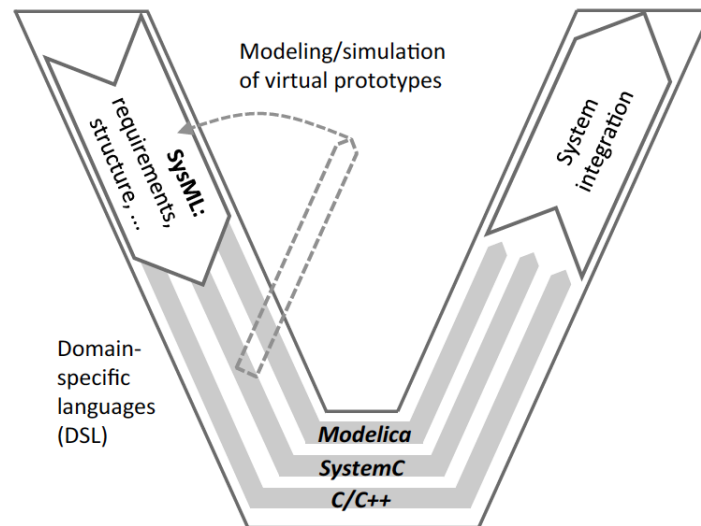 Modeling/simulation
of virtual prototypes
SysML:
requirements,
structure, ...
System
integration
Domain-
specific
languages
(DSL)
Modelica
SystemC
C/C++